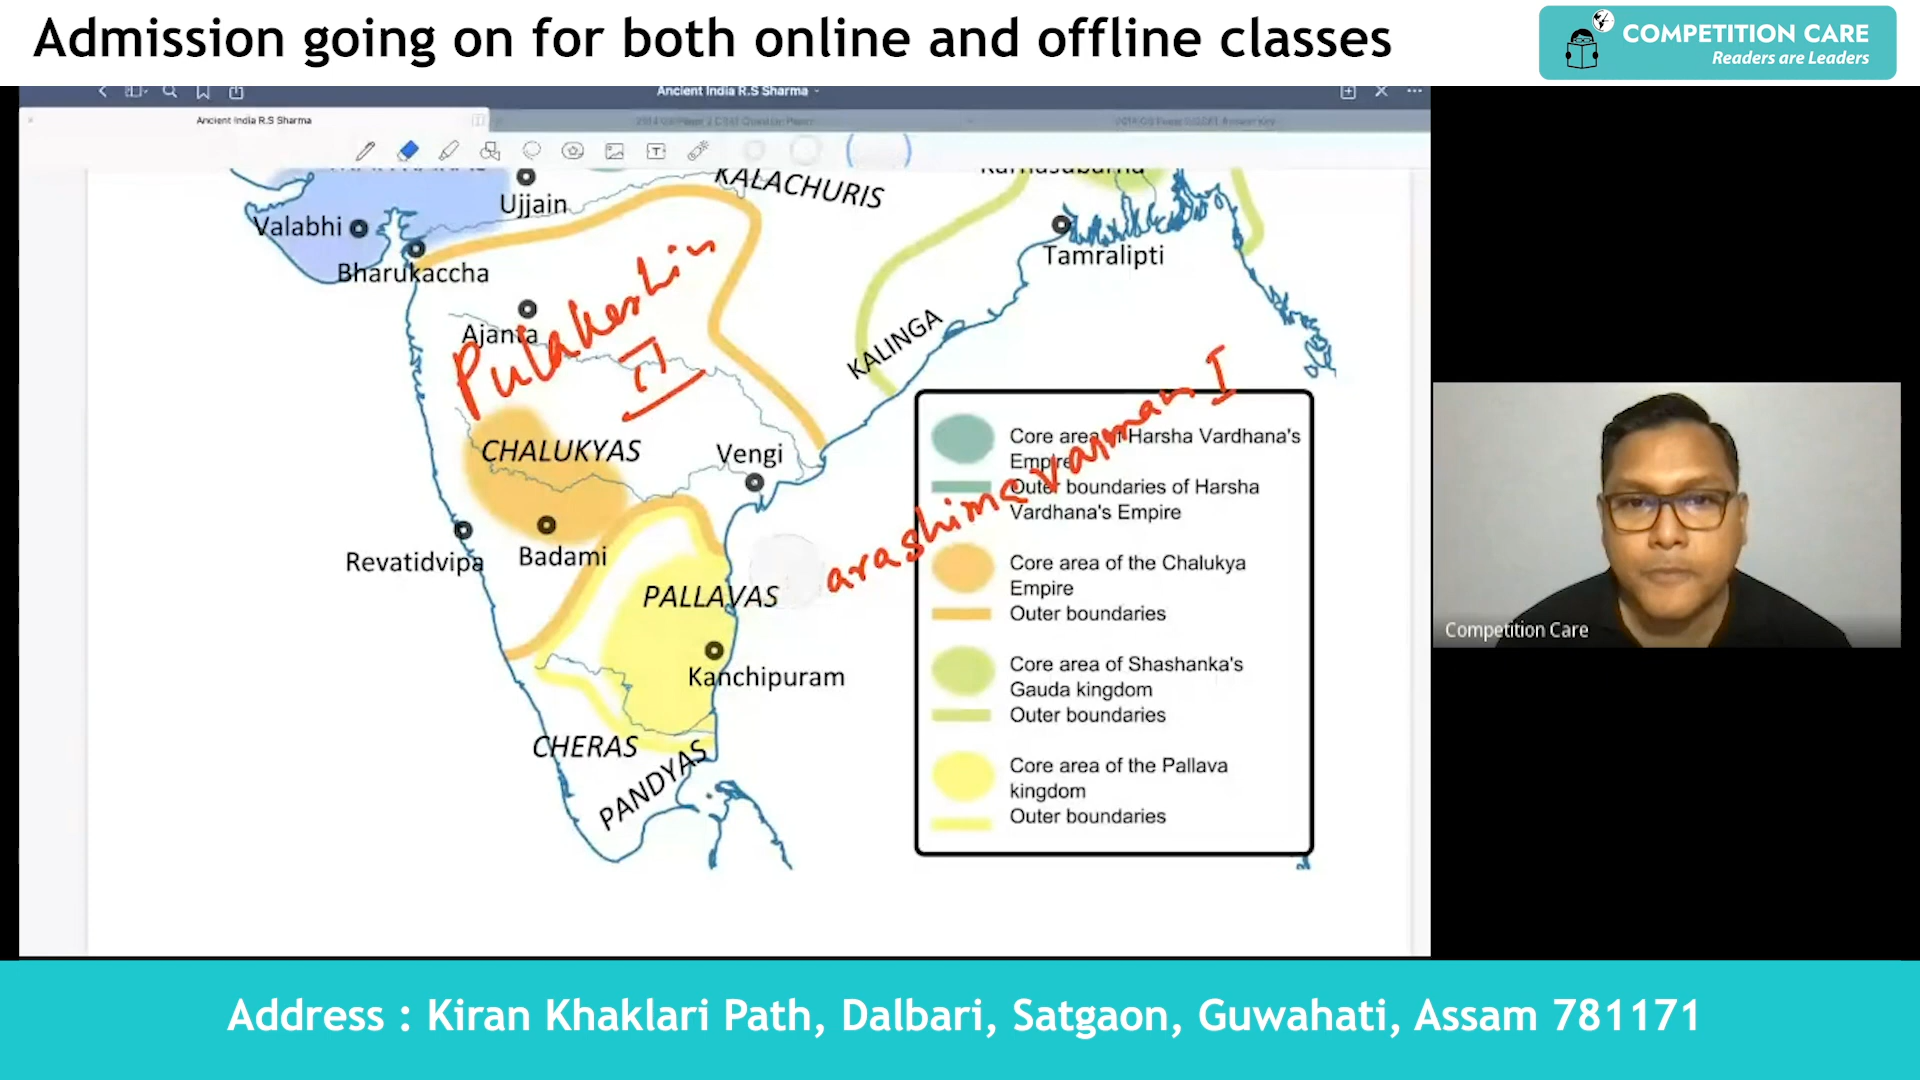 Admission going on for both online and offline classes
COMPETITION CARE
Readers are Leaders
Ancient India R.S Sharma
Ancient India R.S Sharma
KALACHURIS
Ujjain
Valabhi
Bharukaccha
Tamralipti
Ajanta
Pulakeshin
II
KALINGA
CHALUKYAS
Vengi
Revatidvipa
Badami
arashimavarman I
PALLAVAS
Kanchipuram
CHERAS
PANDYAS
Core area of Harsha Vardhana's
Empire
Outer boundaries of Harsha
Vardhana's Empire
Core area of the Chalukya
Empire
Outer boundaries
Core area of Shashanka's
Gauda kingdom
Outer boundaries
Core area of the Pallava
kingdom
Outer boundaries
Competition Care
Address : Kiran Khaklari Path, Dalbari, Satgaon, Guwahati, Assam 781171